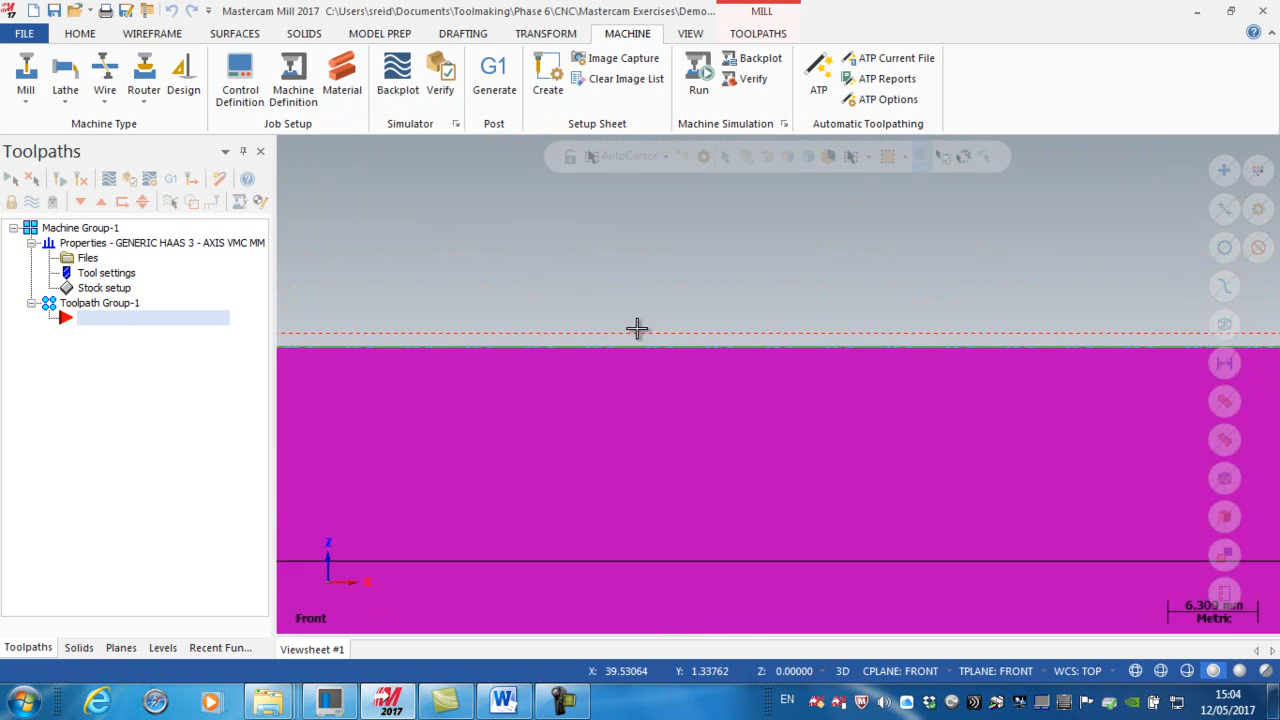 Mastercam Mill 2017 C:\Users\sreid\Documents\Toolmaking\Phase 6\CNC\Mastercam Exercises\Demo...
MILL
FILE HOME WIREFRAME SURFACES SOLIDS MODEL PREP DRAFTING TRANSFORM MACHINE VIEW TOOLPATHS
Mill Lathe Wire Router Design
Machine Type
Control Definition
Machine Definition
Material
Job Setup
Backplot Verify
Simulator
G1
Generate
Post
Create
Image Capture
Clear Image List
Setup Sheet
Run
Backplot
Verify
Machine Simulation
ATP
ATP Current File
ATP Reports
ATP Options
Automatic Toolpathing
Toolpaths
G1
Machine Group-1
Properties - GENERIC HAAS 3 - AXIS VMC MM
Files
Tool settings
Stock setup
Toolpath Group-1
AutoCursor
Z
X
Front
6.309 mm
Metric
Toolpaths Solids Planes Levels Recent Fun...
Viewsheet #1
X: 39.53064 Y: 1.33762 Z: 0.00000 3D CPLANE: FRONT TPLANE: FRONT WCS: TOP
2017
EN
15:04
12/05/2017